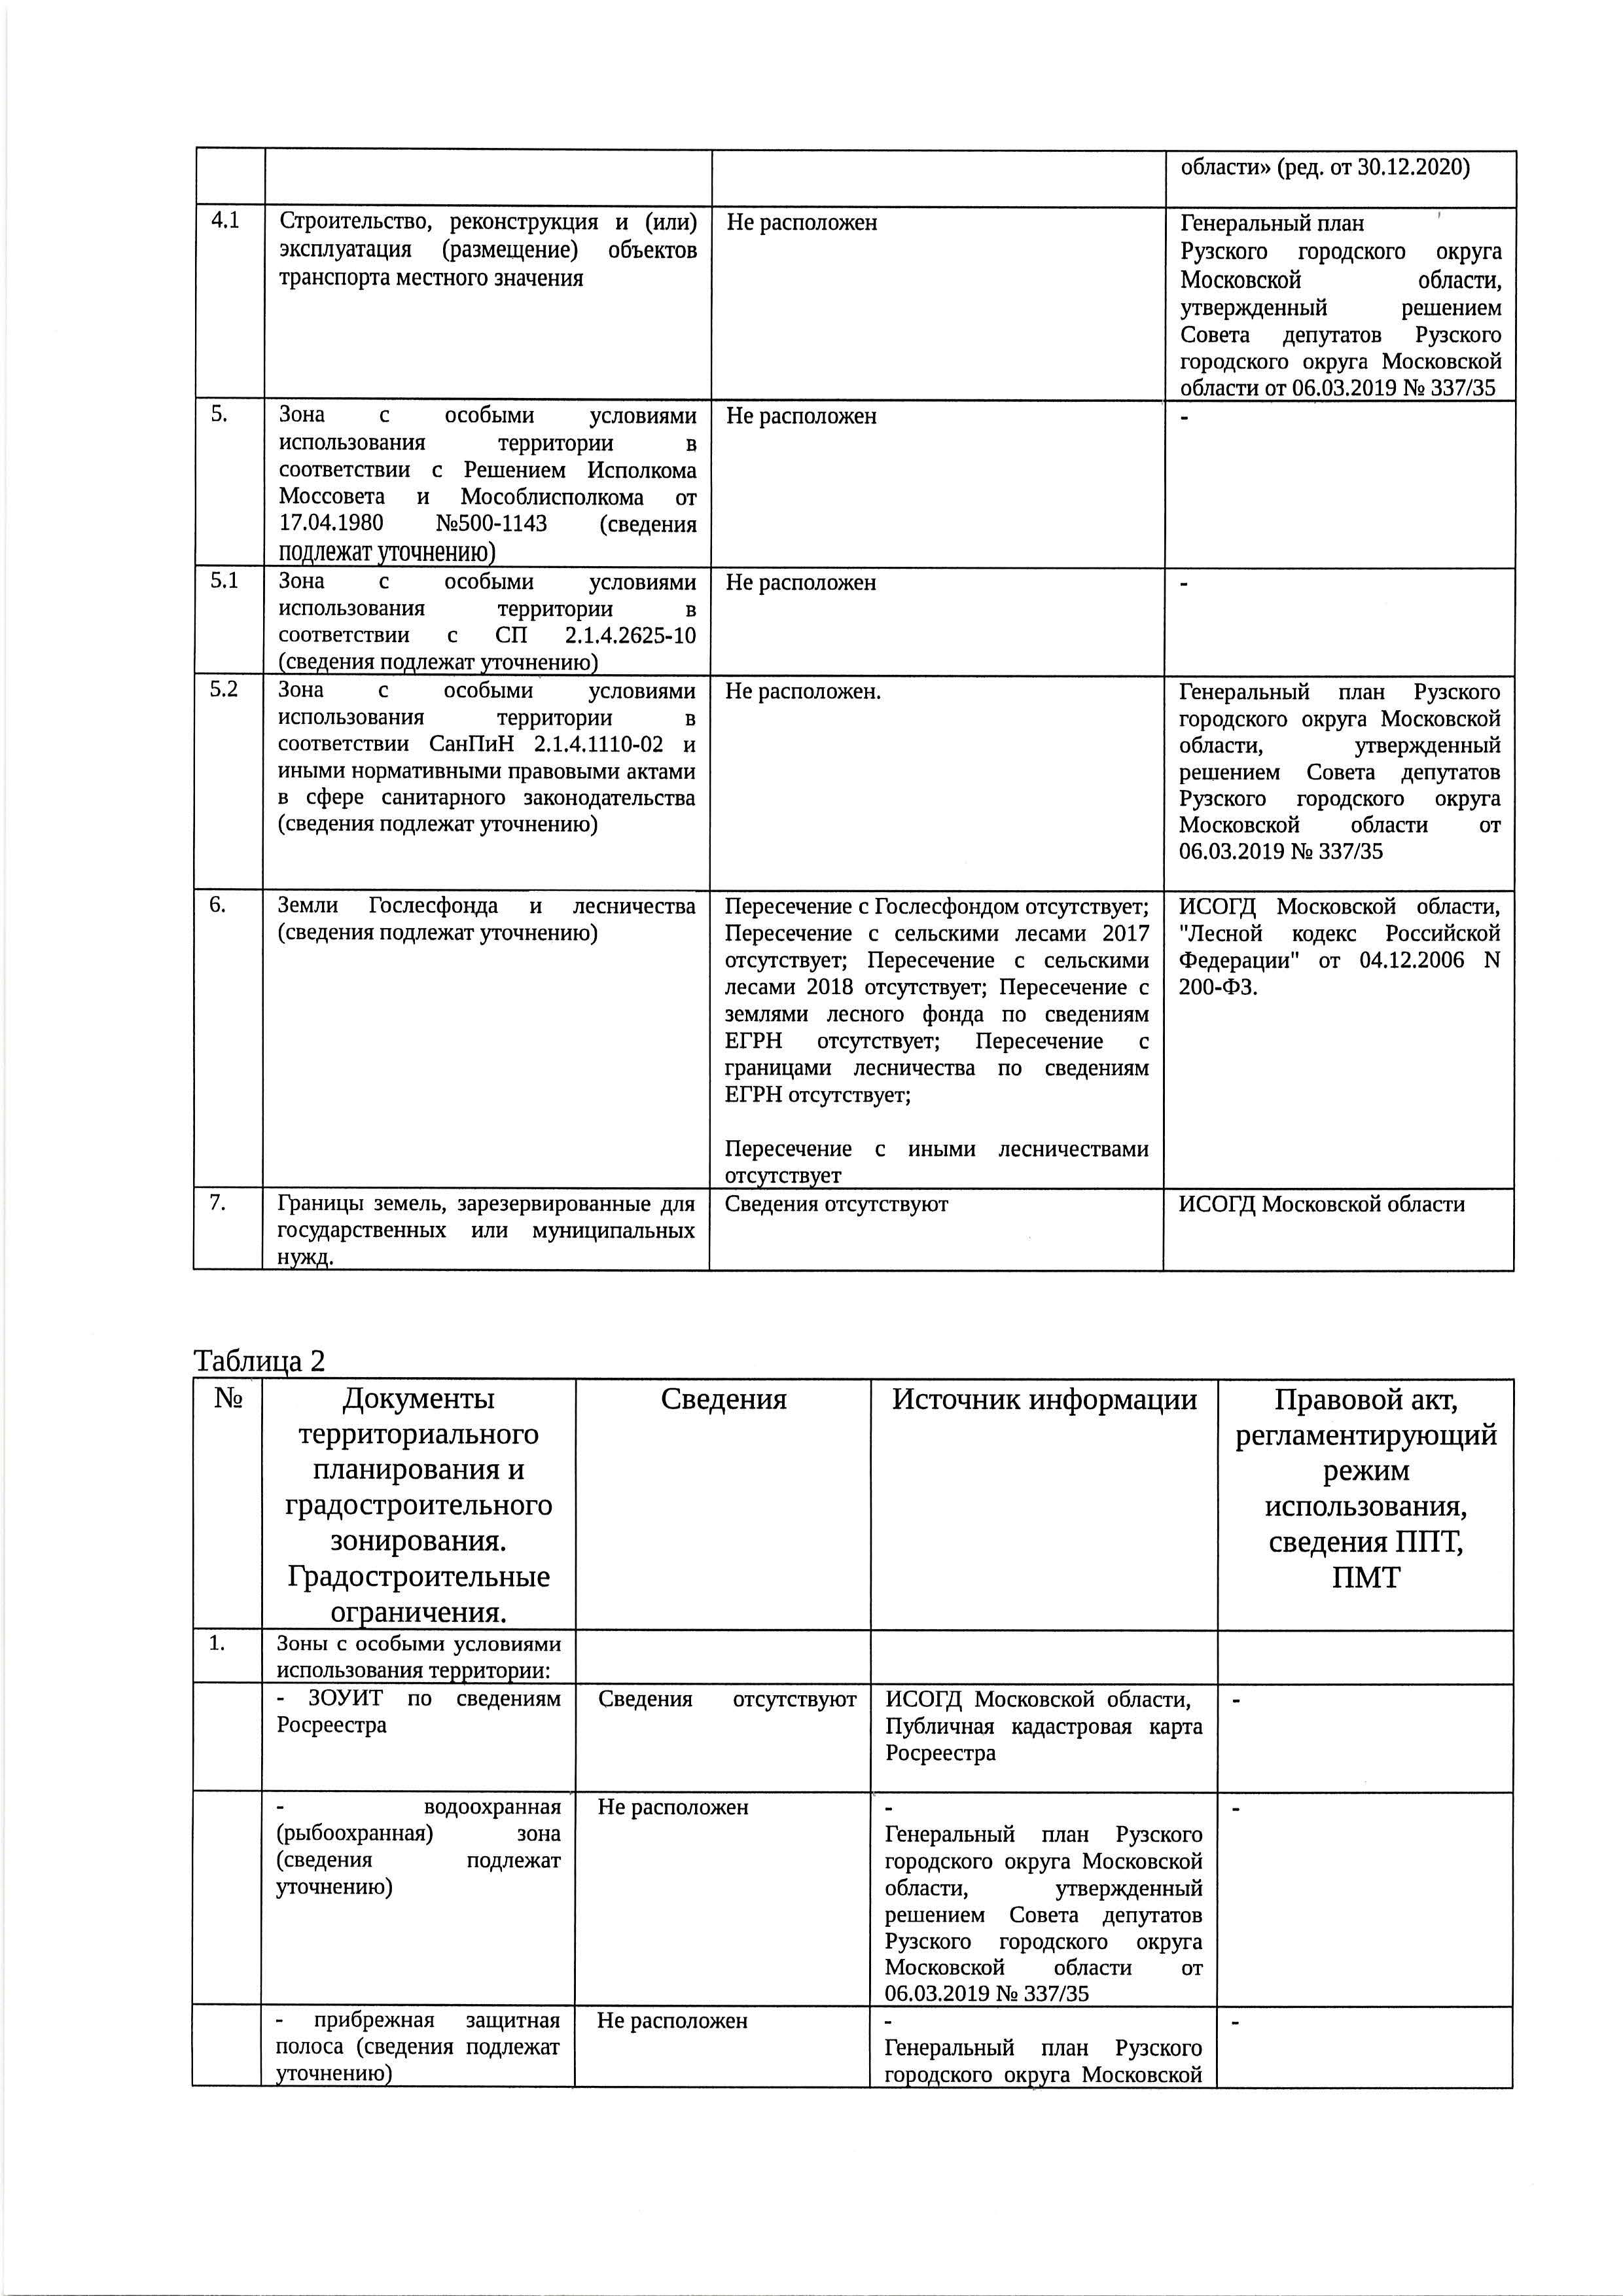 области» (ред. от 30.12.2020)
4.1
Строительство, реконструкция и (или)
эксплуатация (размещение) объектов
транспорта местного значения
Не расположен
Генеральный план
Рузского городского округа
Московской области,
утвержденный решением
Совета депутатов Рузского
городского округа Московской
области от 06.03.2019 № 337/35
5.
Зона с особыми условиями
использования территории в
соответствии с Решением Исполкома
Моссовета и Мособлисполкома от
17.04.1980 №500-1143 (сведения
подлежат уточнению)
Не расположен
-
5.1
Зона с особыми условиями
использования территории в
соответствии с СП 2.1.4.2625-10
(сведения подлежат уточнению)
Не расположен
-
5.2
Зона с особыми условиями
использования территории в
соответствии СанПиН 2.1.4.1110-02 и
иными нормативными правовыми актами
в сфере санитарного законодательства
(сведения подлежат уточнению)
Не расположен.
Генеральный план Рузского
городского округа Московской
области, утвержденный
решением Совета депутатов
Рузского городского округа
Московской области от
06.03.2019 № 337/35
6.
Земли Гослесфонда и лесничества
(сведения подлежат уточнению)
Пересечение с Гослесфондом отсутствует;
Пересечение с сельскими лесами 2017
отсутствует; Пересечение с сельскими
лесами 2018 отсутствует; Пересечение с
землями лесного фонда по сведениям
ЕГРН отсутствует; Пересечение с
границами лесничества по сведениям
ЕГРН отсутствует;
Пересечение с иными лесничествами
отсутствует
ИСОГД Московской области,
"Лесной кодекс Российской
Федерации" от 04.12.2006 N
200-ФЗ.
7.
Границы земель, зарезервированные для
государственных или муниципальных
нужд.
Сведения отсутствуют
ИСОГД Московской области
Таблица 2
№
Документы
территориального
планирования и
градостроительного
зонирования.
Градостроительные
ограничения.
Сведения
Источник информации
Правовой акт,
регламентирующий
режим
использования,
сведения ППТ,
ПМТ
1.
Зоны с особыми условиями
использования территории:
- ЗОУИТ по сведениям
Росреестра
Сведения отсутствуют
ИСОГД Московской области,
Публичная кадастровая карта
Росреестра
-
- водоохранная
(рыбоохранная) зона
(сведения подлежат
уточнению)
Не расположен
-
Генеральный план Рузского
городского округа Московской
области, утвержденный
решением Совета депутатов
Рузского городского округа
Московской области от
06.03.2019 № 337/35
-
- прибрежная защитная
полоса (сведения подлежат
уточнению)
Не расположен
-
Генеральный план Рузского
городского округа Московской
-